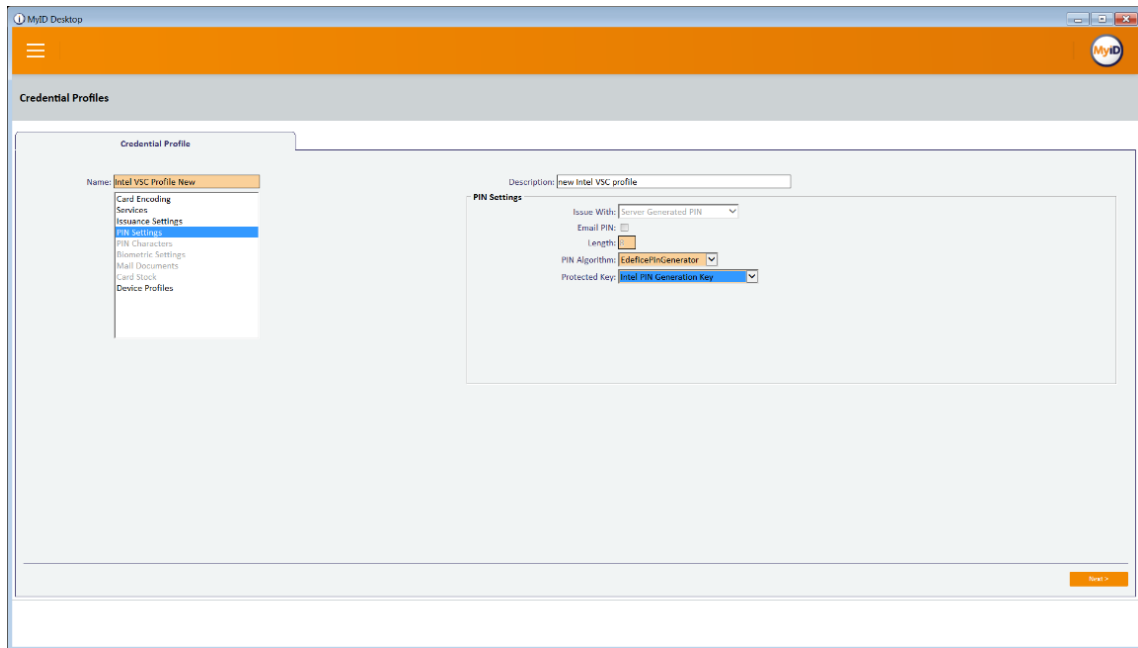 MyID Desktop
MyiD
Credential Profiles
Credential Profile
Name: Intel VSC Profile New
Description: new Intel VSC profile
Card Encoding
Services
Issuance Settings
PIN Settings
PIN Characters
Biometric Settings
Mail Documents
Card Stock
Device Profiles
PIN Settings
Issue With: Server Generated PIN
Email PIN:
Length:
PIN Algorithm: EdeficePinGenerator
Protected Key: Intel PIN Generation Key
Next >